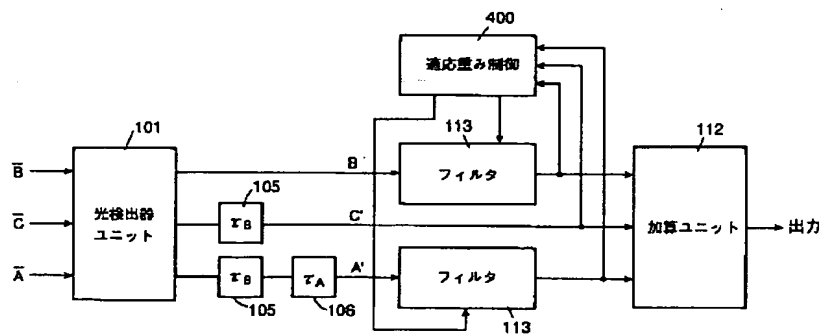 400
適応重み制御
101
113
112
B̅
B
フィルタ
105
光検出器
ユニット
C̅
τB
C'
加算ユニット
出力
A̅
τB
τA
A'
フィルタ
105
106
113